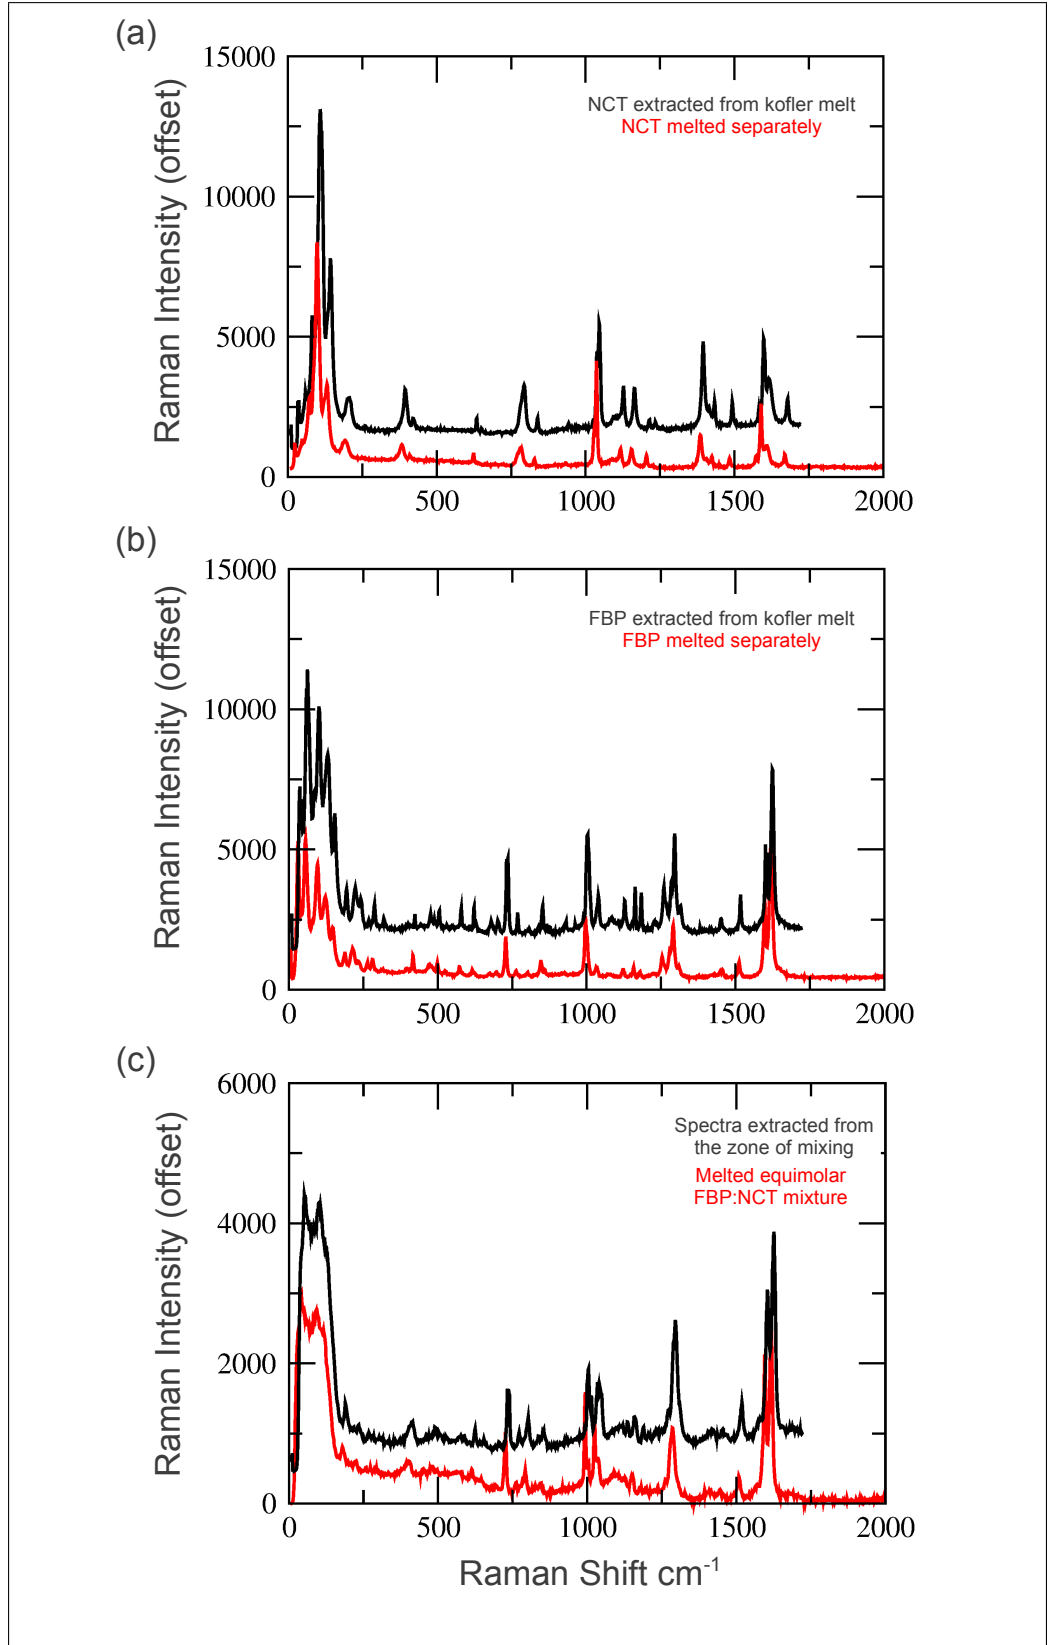 (a)
Raman Intensity (offset)
15000
10000
5000
0
NCT extracted from kofler melt
NCT melted separately
0 500 1000 1500 2000
(b)
Raman Intensity (offset)
15000
10000
5000
0
FBP extracted from kofler melt
FBP melted separately
0 500 1000 1500 2000
(c)
Raman Intensity (offset)
6000
4000
2000
0
Spectra extracted from
the zone of mixing
Melted equimolar
FBP:NCT mixture
0 500 1000 1500 2000
Raman Shift cm⁻¹